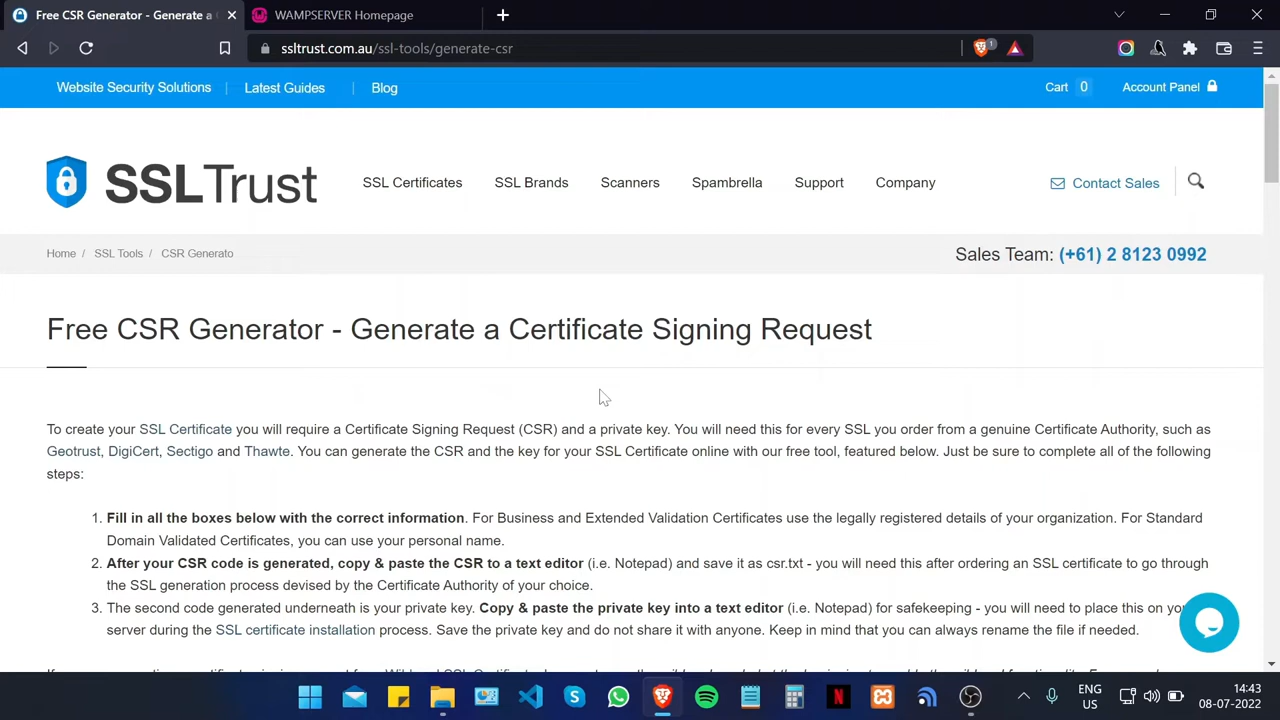 Free CSR Generator - Generate a
WAMPSERVER Homepage
ssltrust.com.au/ssl-tools/generate-csr
1
Website Security Solutions | Latest Guides | Blog
Cart 0 Account Panel
SSLTrust
SSL Certificates SSL Brands Scanners Spambrella Support Company
Contact Sales
Home / SSL Tools / CSR Generato
Sales Team: (+61) 2 8123 0992
Free CSR Generator - Generate a Certificate Signing Request
To create your SSL Certificate you will require a Certificate Signing Request (CSR) and a private key. You will need this for every SSL you order from a genuine Certificate Authority, such as
Geotrust, DigiCert, Sectigo and Thawte. You can generate the CSR and the key for your SSL Certificate online with our free tool, featured below. Just be sure to complete all of the following
steps:
1. Fill in all the boxes below with the correct information. For Business and Extended Validation Certificates use the legally registered details of your organization. For Standard
Domain Validated Certificates, you can use your personal name.
2. After your CSR code is generated, copy & paste the CSR to a text editor (i.e. Notepad) and save it as csr.txt - you will need this after ordering an SSL certificate to go through
the SSL generation process devised by the Certificate Authority of your choice.
3. The second code generated underneath is your private key. Copy & paste the private key into a text editor (i.e. Notepad) for safekeeping - you will need to place this on
server during the SSL certificate installation process. Save the private key and do not share it with anyone. Keep in mind that you can always rename the file if needed.
ENG
US
14:43
08-07-2022